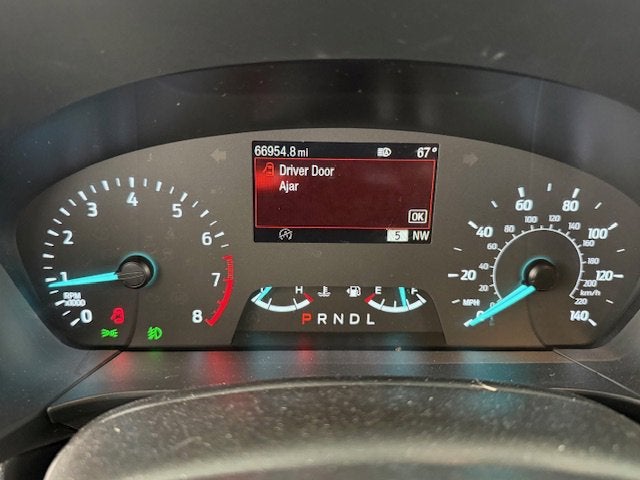 66954.8 mi 67°
Driver Door
Ajar
OK
5 NW
0 1 2 3 4 5 6 7 8
RPM
x1000
H E F
P R N D L
0 20 40 60 80 100 120 140
MPH
20 40 60 80 100 120 140 160 180 200 220
km/h